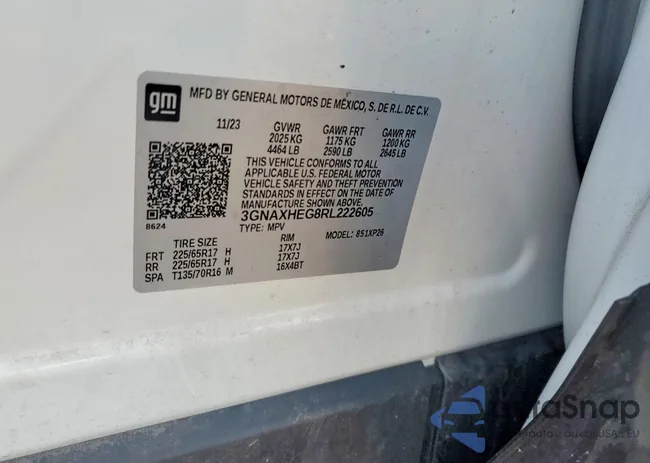 gm
MFD BY GENERAL MOTORS DE MÉXICO, S. DE R.L. DE C.V.
11/23 GVWR GAWR FRT GAWR RR
2025 KG 1175 KG 1200 KG
4464 LB 2590 LB 2645 LB
THIS VEHICLE CONFORMS TO ALL
APPLICABLE U.S. FEDERAL MOTOR
VEHICLE SAFETY AND THEFT PREVENTION
STANDARDS IN EFFECT ON THE DATE OF
MANUFACTURE SHOWN ABOVE.
3GNAXHEG8RL222605
8624 TYPE: MPV MODEL: 851XP26
TIRE SIZE RIM
FRT 225/65R17 H 17X7J
RR 225/65R17 H 17X7J
SPA T135/70R16 M 16X4BT
AutoSnap